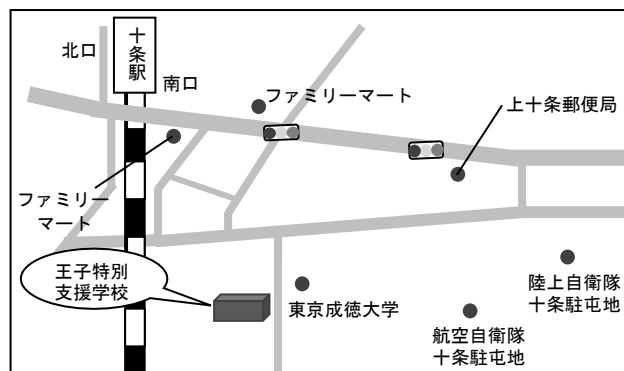 北口
十条駅
南口
ファミリーマート
上十条郵便局
ファミリー
マート
王子特別
支援学校
東京成徳大学
陸上自衛隊
十条駐屯地
航空自衛隊
十条駐屯地